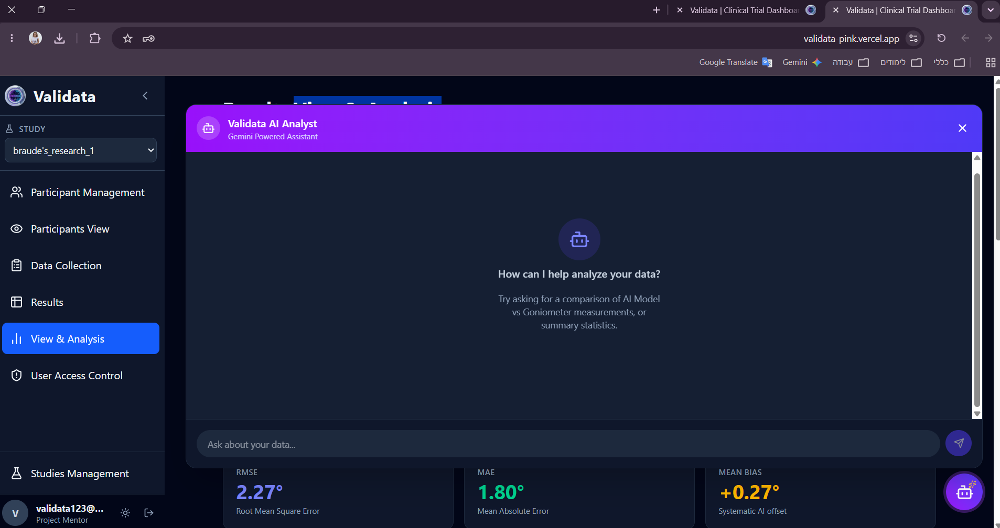 Validata | Clinical Trial Dashboar
Validata | Clinical Trial Dashboar
validata-pink.vercel.app
Google Translate
Gemini
עבודה
לימודים
כללי
Validata
STUDY
braude's_research_1
Participant Management
Participants View
Data Collection
Results
View & Analysis
User Access Control
Studies Management
V
validata123@...
Project Mentor
Results View & Analysis
Validata AI Analyst
Gemini Powered Assistant
How can I help analyze your data?
Try asking for a comparison of AI Model
vs Goniometer measurements, or
summary statistics.
Ask about your data...
RMSE
2.27°
Root Mean Square Error
MAE
1.80°
Mean Absolute Error
MEAN BIAS
+0.27°
Systematic AI offset